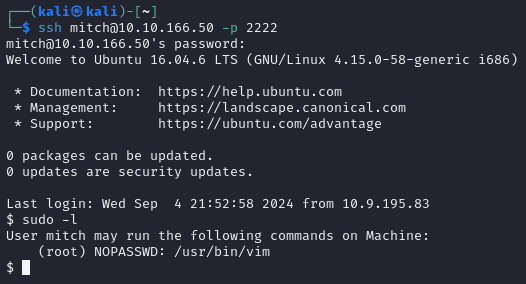 ┌──(kali㉿kali)-[~]
└─$ ssh mitch@10.10.166.50 -p 2222
mitch@10.10.166.50's password:
Welcome to Ubuntu 16.04.6 LTS (GNU/Linux 4.15.0-58-generic i686)
 * Documentation:  https://help.ubuntu.com
 * Management:     https://landscape.canonical.com
 * Support:        https://ubuntu.com/advantage
0 packages can be updated.
0 updates are security updates.
Last login: Wed Sep  4 21:52:58 2024 from 10.9.195.83
$ sudo -l
User mitch may run the following commands on Machine:
    (root) NOPASSWD: /usr/bin/vim
$